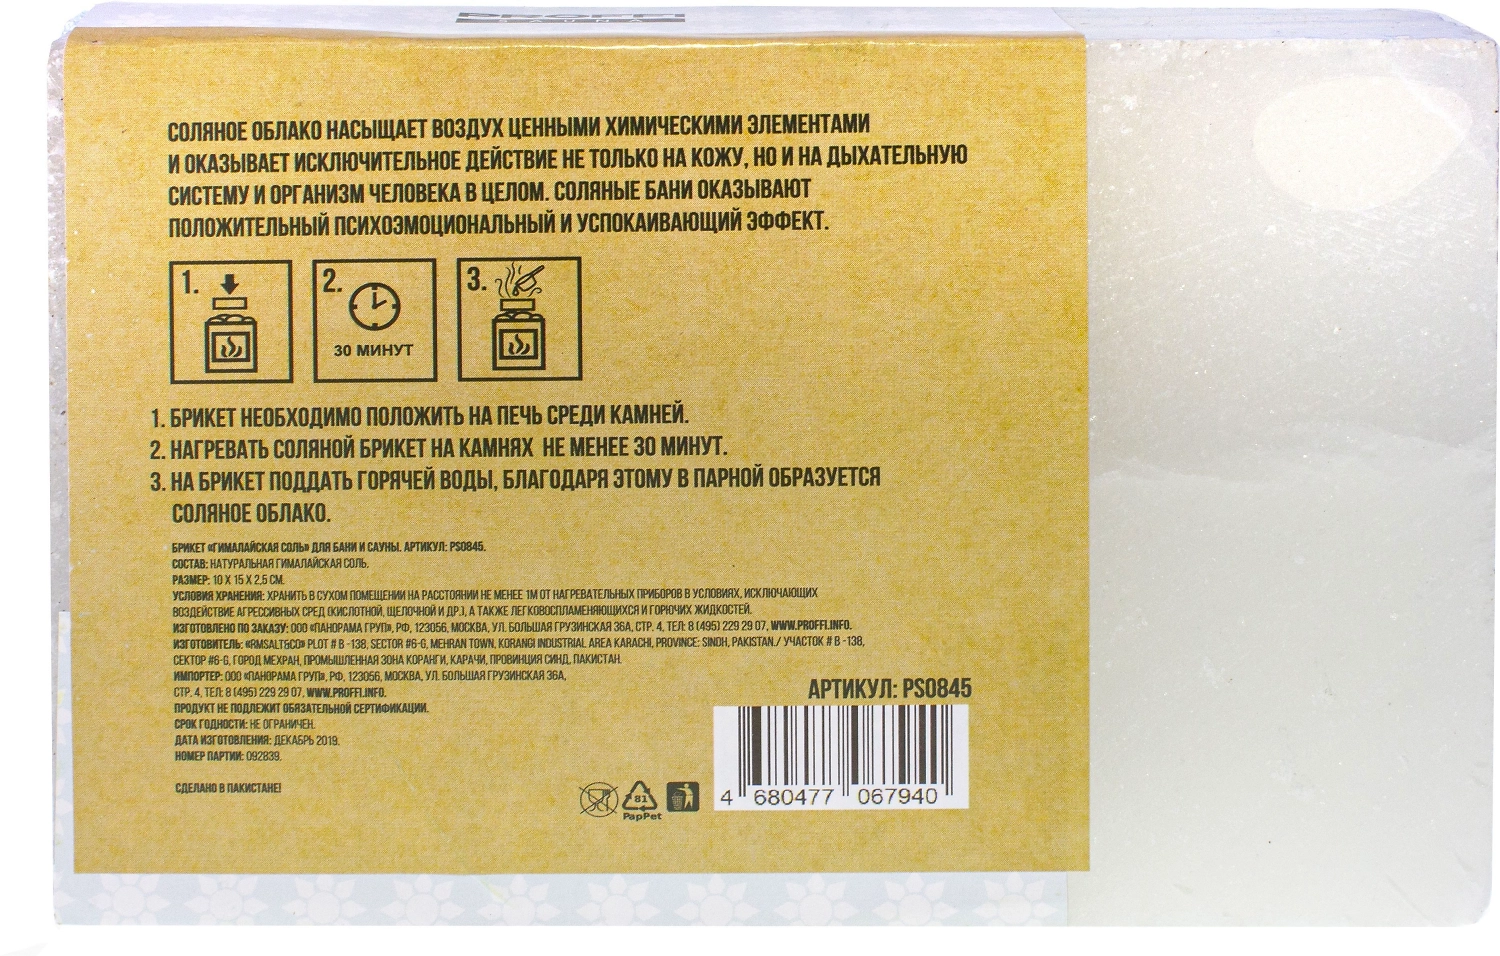 PROFFI
SAUNA
СОЛЯНОЕ ОБЛАКО НАСЫЩАЕТ ВОЗДУХ ЦЕННЫМИ ХИМИЧЕСКИМИ ЭЛЕМЕНТАМИ
И ОКАЗЫВАЕТ ИСКЛЮЧИТЕЛЬНОЕ ДЕЙСТВИЕ НЕ ТОЛЬКО НА КОЖУ, НО И НА ДЫХАТЕЛЬНУЮ
СИСТЕМУ И ОРГАНИЗМ ЧЕЛОВЕКА В ЦЕЛОМ. СОЛЯНЫЕ БАНИ ОКАЗЫВАЮТ
ПОЛОЖИТЕЛЬНЫЙ ПСИХОЭМОЦИОНАЛЬНЫЙ И УСПОКАИВАЮЩИЙ ЭФФЕКТ.
1. 2. 3.
30 МИНУТ
1. БРИКЕТ НЕОБХОДИМО ПОЛОЖИТЬ НА ПЕЧЬ СРЕДИ КАМНЕЙ.
2. НАГРЕВАТЬ СОЛЯНОЙ БРИКЕТ НА КАМНЯХ НЕ МЕНЕЕ 30 МИНУТ.
3. НА БРИКЕТ ПОДДАТЬ ГОРЯЧЕЙ ВОДЫ, БЛАГОДАРЯ ЭТОМУ В ПАРНОЙ ОБРАЗУЕТСЯ
СОЛЯНОЕ ОБЛАКО.
БРИКЕТ «ГИМАЛАЙСКАЯ СОЛЬ» ДЛЯ БАНИ И САУНЫ. АРТИКУЛ: PS0845.
СОСТАВ: НАТУРАЛЬНАЯ ГИМАЛАЙСКАЯ СОЛЬ.
РАЗМЕР: 10 X 15 X 2,5 СМ.
УСЛОВИЯ ХРАНЕНИЯ: ХРАНИТЬ В СУХОМ ПОМЕЩЕНИИ НА РАССТОЯНИИ НЕ МЕНЕЕ 1М ОТ НАГРЕВАТЕЛЬНЫХ ПРИБОРОВ В УСЛОВИЯХ, ИСКЛЮЧАЮЩИХ
ВОЗДЕЙСТВИЕ АГРЕССИВНЫХ СРЕД (КИСЛОТНОЙ, ЩЕЛОЧНОЙ И ДР.), А ТАКЖЕ ЛЕГКОВОСПЛАМЕНЯЮЩИХСЯ И ГОРЮЧИХ ЖИДКОСТЕЙ.
ИЗГОТОВЛЕНО ПО ЗАКАЗУ: ООО «ПАНОРАМА ГРУП», РФ, 123056, МОСКВА, УЛ. БОЛЬШАЯ ГРУЗИНСКАЯ 36А, СТР. 4, ТЕЛ: 8 (495) 229 29 07, WWW.PROFFI.INFO.
ИЗГОТОВИТЕЛЬ: «RMSALT&CO» PLOT # B -138, SECTOR #6-G, MEHRAN TOWN, KORANGI INDUSTRIAL AREA KARACHI, PROVINCE: SINDH, PAKISTAN./ УЧАСТОК # B -138,
СЕКТОР #6-G, ГОРОД МЕХРАН, ПРОМЫШЛЕННАЯ ЗОНА КОРАНГИ, КАРАЧИ, ПРОВИНЦИЯ СИНД, ПАКИСТАН.
ИМПОРТЕР: ООО «ПАНОРАМА ГРУП», РФ, 123056, МОСКВА, УЛ. БОЛЬШАЯ ГРУЗИНСКАЯ 36А,
СТР. 4, ТЕЛ: 8 (495) 229 29 07, WWW.PROFFI.INFO.
ПРОДУКТ НЕ ПОДЛЕЖИТ ОБЯЗАТЕЛЬНОЙ СЕРТИФИКАЦИИ.
СРОК ГОДНОСТИ: НЕ ОГРАНИЧЕН.
ДАТА ИЗГОТОВЛЕНИЯ: ДЕКАБРЬ 2019.
НОМЕР ПАРТИИ: 092839.
СДЕЛАНО В ПАКИСТАНЕ!
АРТИКУЛ: PS0845
4 680477 067940
81
PapPet